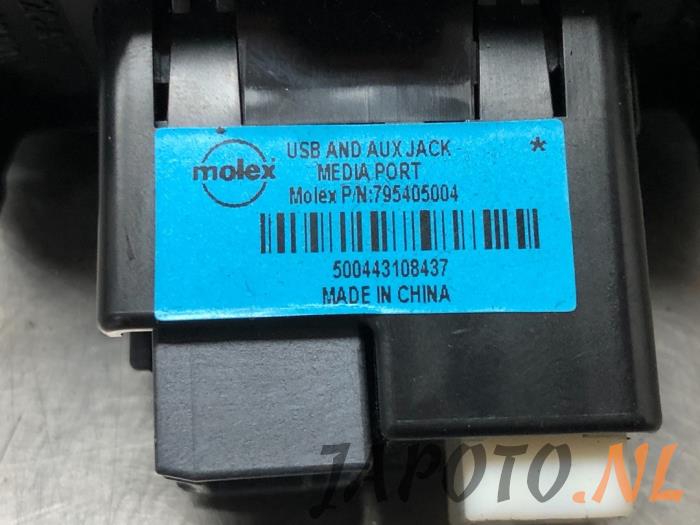 molex
USB AND AUX JACK *
MEDIA PORT
Molex P/N:795405004
500443108437
MADE IN CHINA
JAPOTO.NL